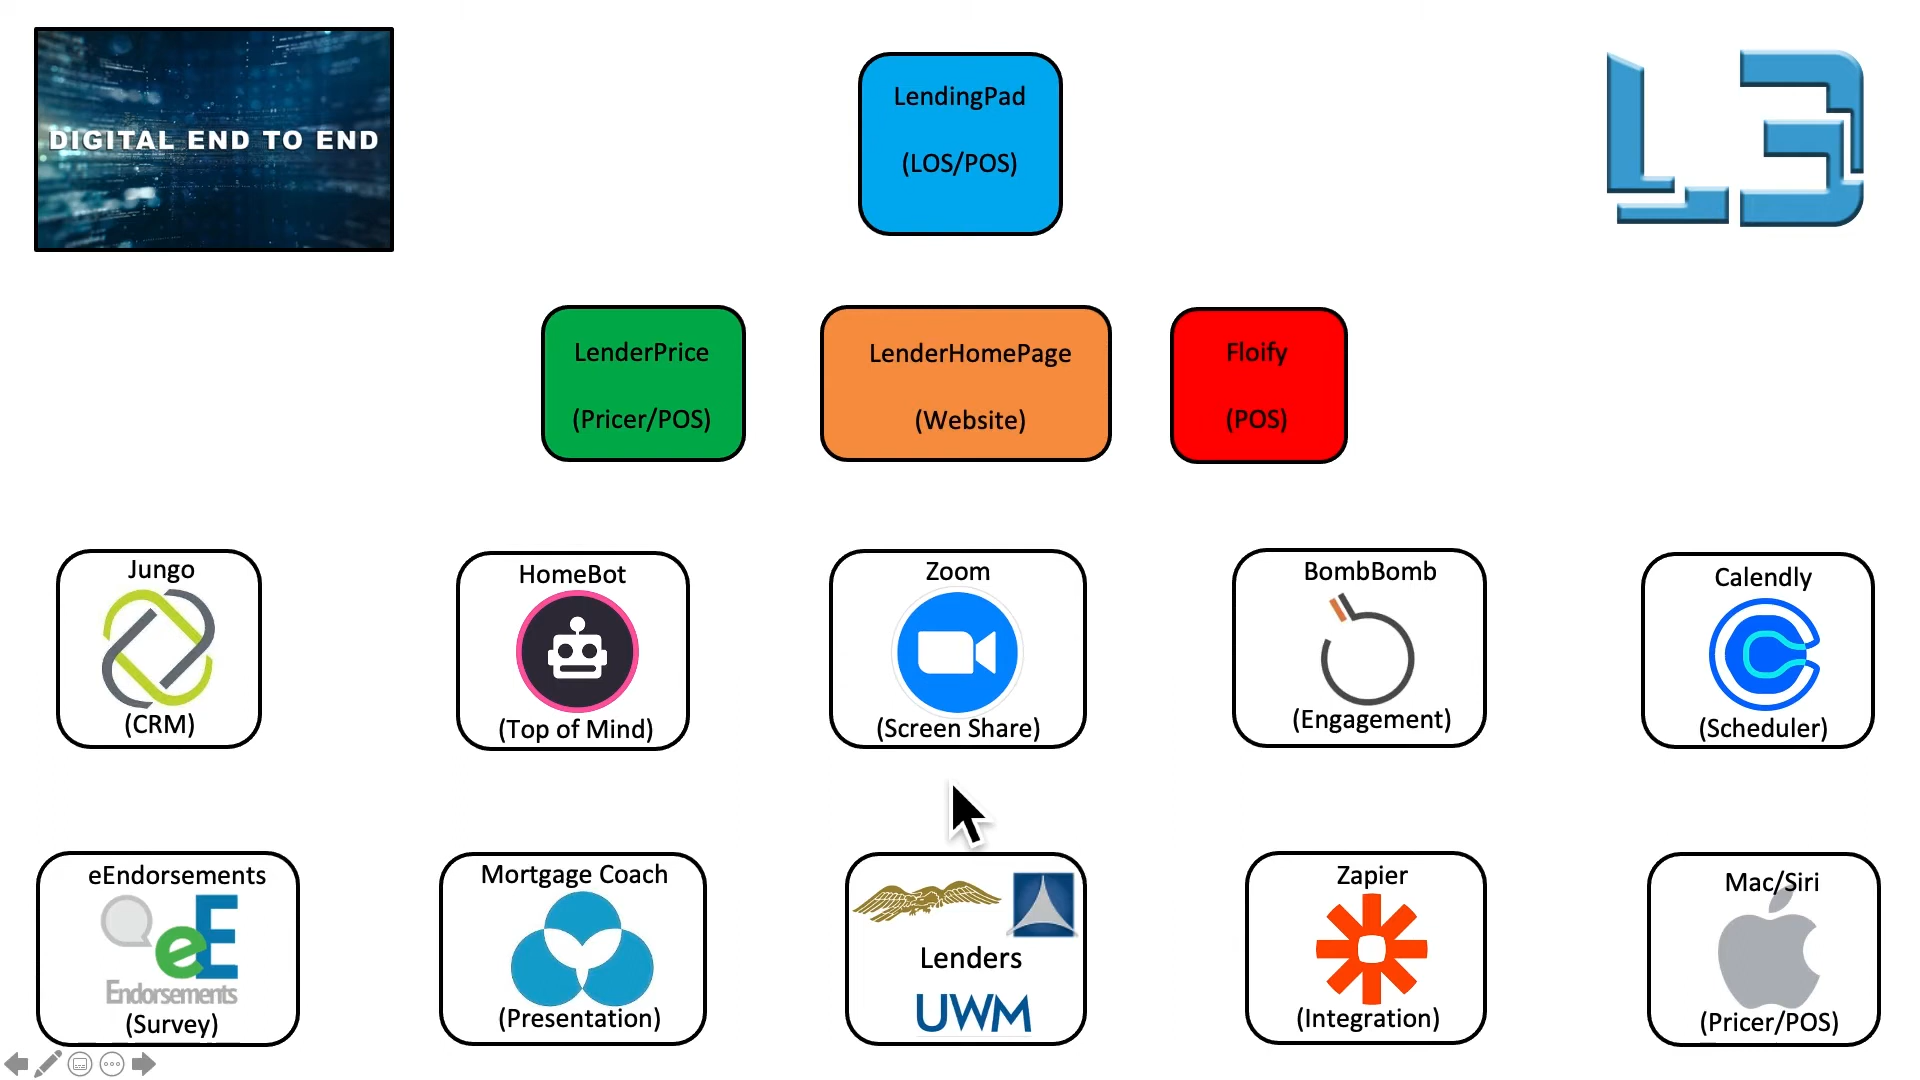 DIGITAL END TO END
LendingPad
(LOS/POS)
L3
LenderPrice
(Pricer/POS)
LenderHomePage
(Website)
Floify
(POS)
Jungo
(CRM)
HomeBot
(Top of Mind)
Zoom
(Screen Share)
BombBomb
(Engagement)
Calendly
(Scheduler)
eEndorsements
eE
Endorsements
(Survey)
Mortgage Coach
(Presentation)
Lenders
UWM
Zapier
(Integration)
Mac/Siri
(Pricer/POS)